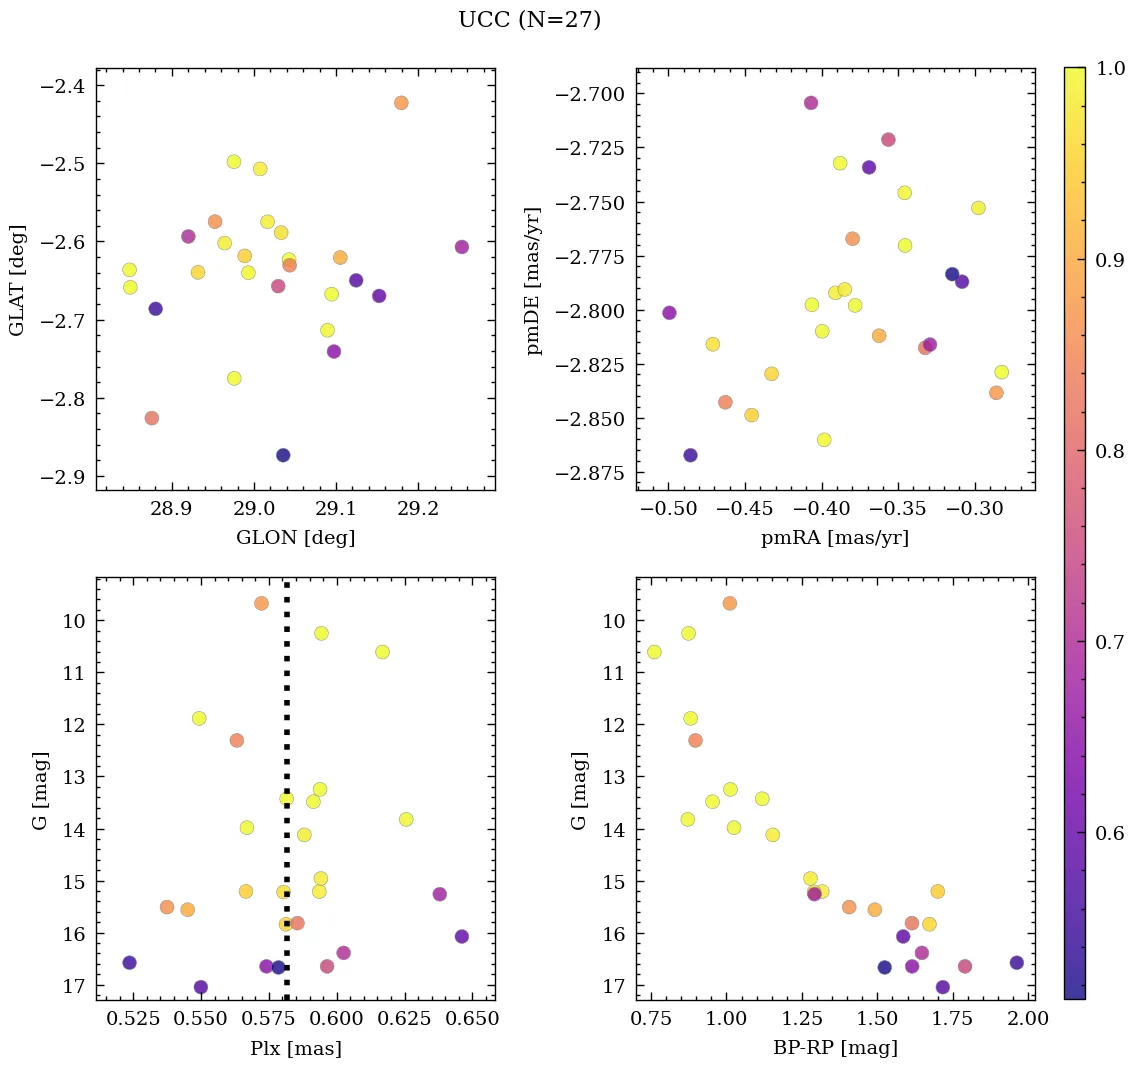 UCC (N=27)
−2.4
−2.5
−2.6
−2.7
−2.8
−2.9
GLAT [deg]
28.9 29.0 29.1 29.2
GLON [deg]
−2.700
−2.725
−2.750
−2.775
−2.800
−2.825
−2.850
−2.875
pmDE [mas/yr]
−0.50 −0.45 −0.40 −0.35 −0.30
pmRA [mas/yr]
1.0
0.9
0.8
0.7
0.6
10
11
12
13
14
15
16
17
G [mag]
0.525 0.550 0.575 0.600 0.625 0.650
Plx [mas]
10
11
12
13
14
15
16
17
G [mag]
0.75 1.00 1.25 1.50 1.75 2.00
BP-RP [mag]